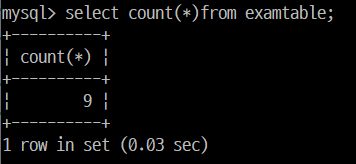 mysql> select count(*)from examtable;
+----------+
¦ count(*) ¦
+----------+
¦        9 ¦
+----------+
1 row in set (0.03 sec)